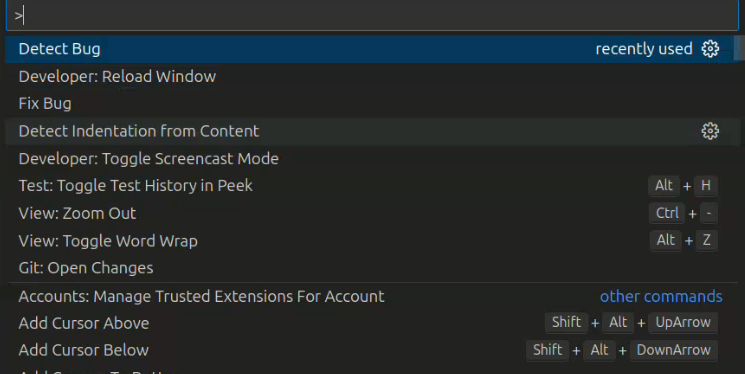 >
Detect Bug recently used
Developer: Reload Window
Fix Bug
Detect Indentation from Content
Developer: Toggle Screencast Mode
Test: Toggle Test History in Peek Alt + H
View: Zoom Out Ctrl + -
View: Toggle Word Wrap Alt + Z
Git: Open Changes
Accounts: Manage Trusted Extensions For Account other commands
Add Cursor Above Shift + Alt + UpArrow
Add Cursor Below Shift + Alt + DownArrow